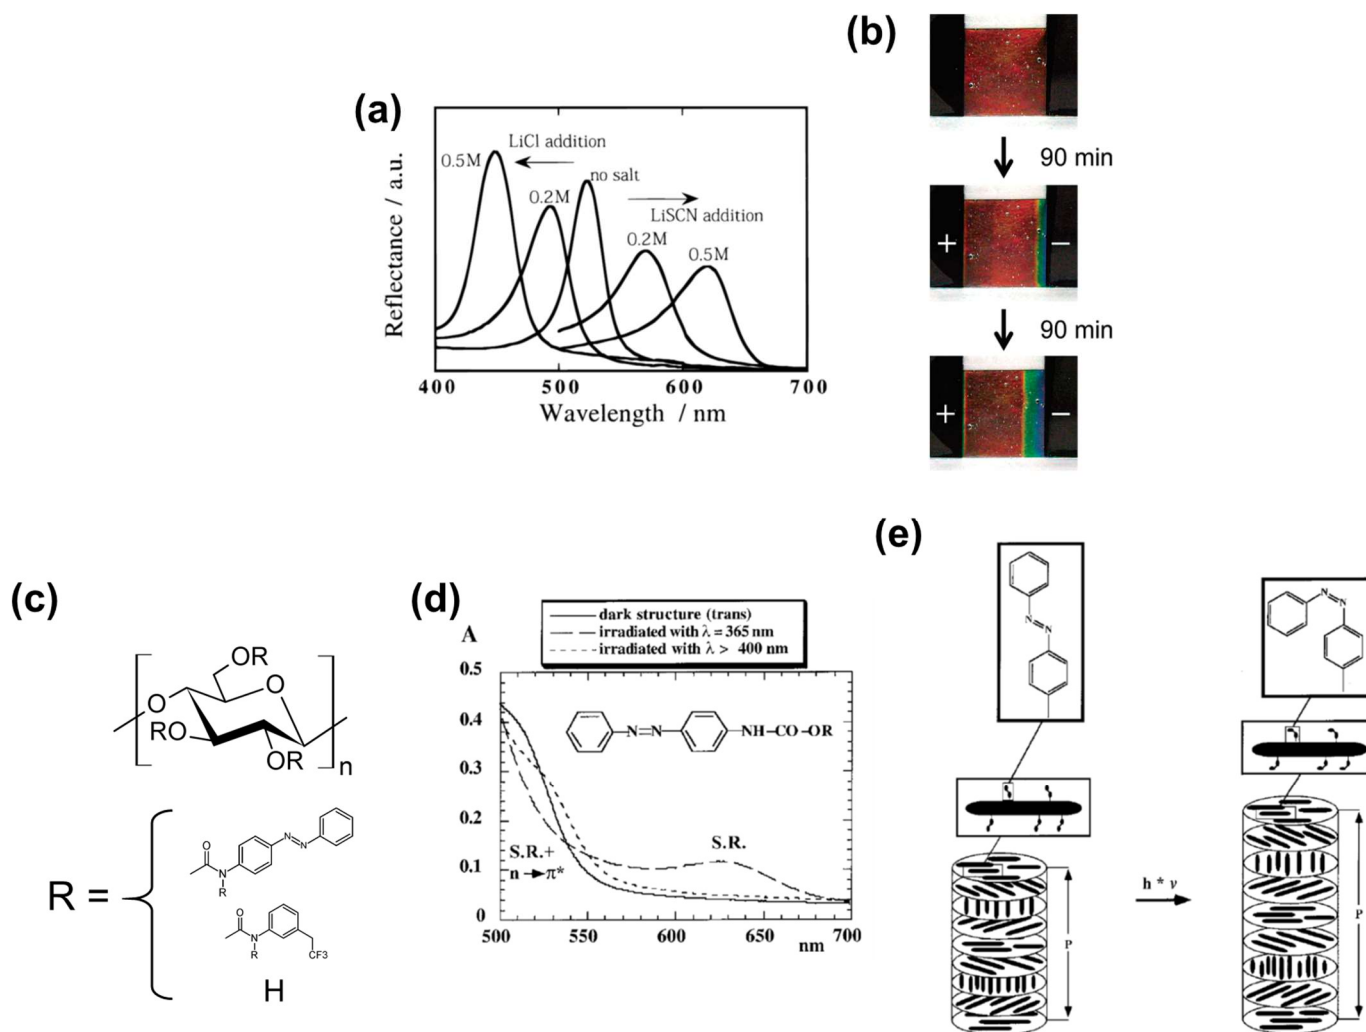 (a)
Reflectance / a.u.
LiCl addition
0.5M
no salt
0.2M
LiSCN addition
0.2M
0.5M
400 500 600 700
Wavelength / nm
(b)
90 min
+ −
90 min
+ −
(c)
OR
O
O
RO
OR
n
R =
O
N
R
N=N
O
N
R
CF3
H
(d)
dark structure (trans)
irradiated with λ = 365 nm
irradiated with λ > 400 nm
A
0.5
0.4
0.3
0.2
0.1
0
N=N
NH–CO–OR
S.R.+
n → π*
S.R.
500 550 600 650 700
nm
(e)
N=N
N=N
P
h * ν
P